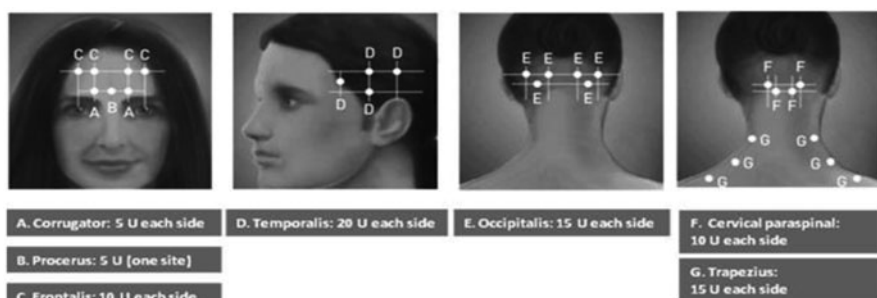 C C C C
A B A
D D D
D D
E E E E
E E
F F
F F
G G
G G
G G
A. Corrugator: 5 U each side
B. Procerus: 5 U [one site]
C. Frontalis: 10 U each side
D. Temporalis: 20 U each side
E. Occipitalis: 15 U each side
F. Cervical paraspinal:
10 U each side
G. Trapezius:
15 U each side